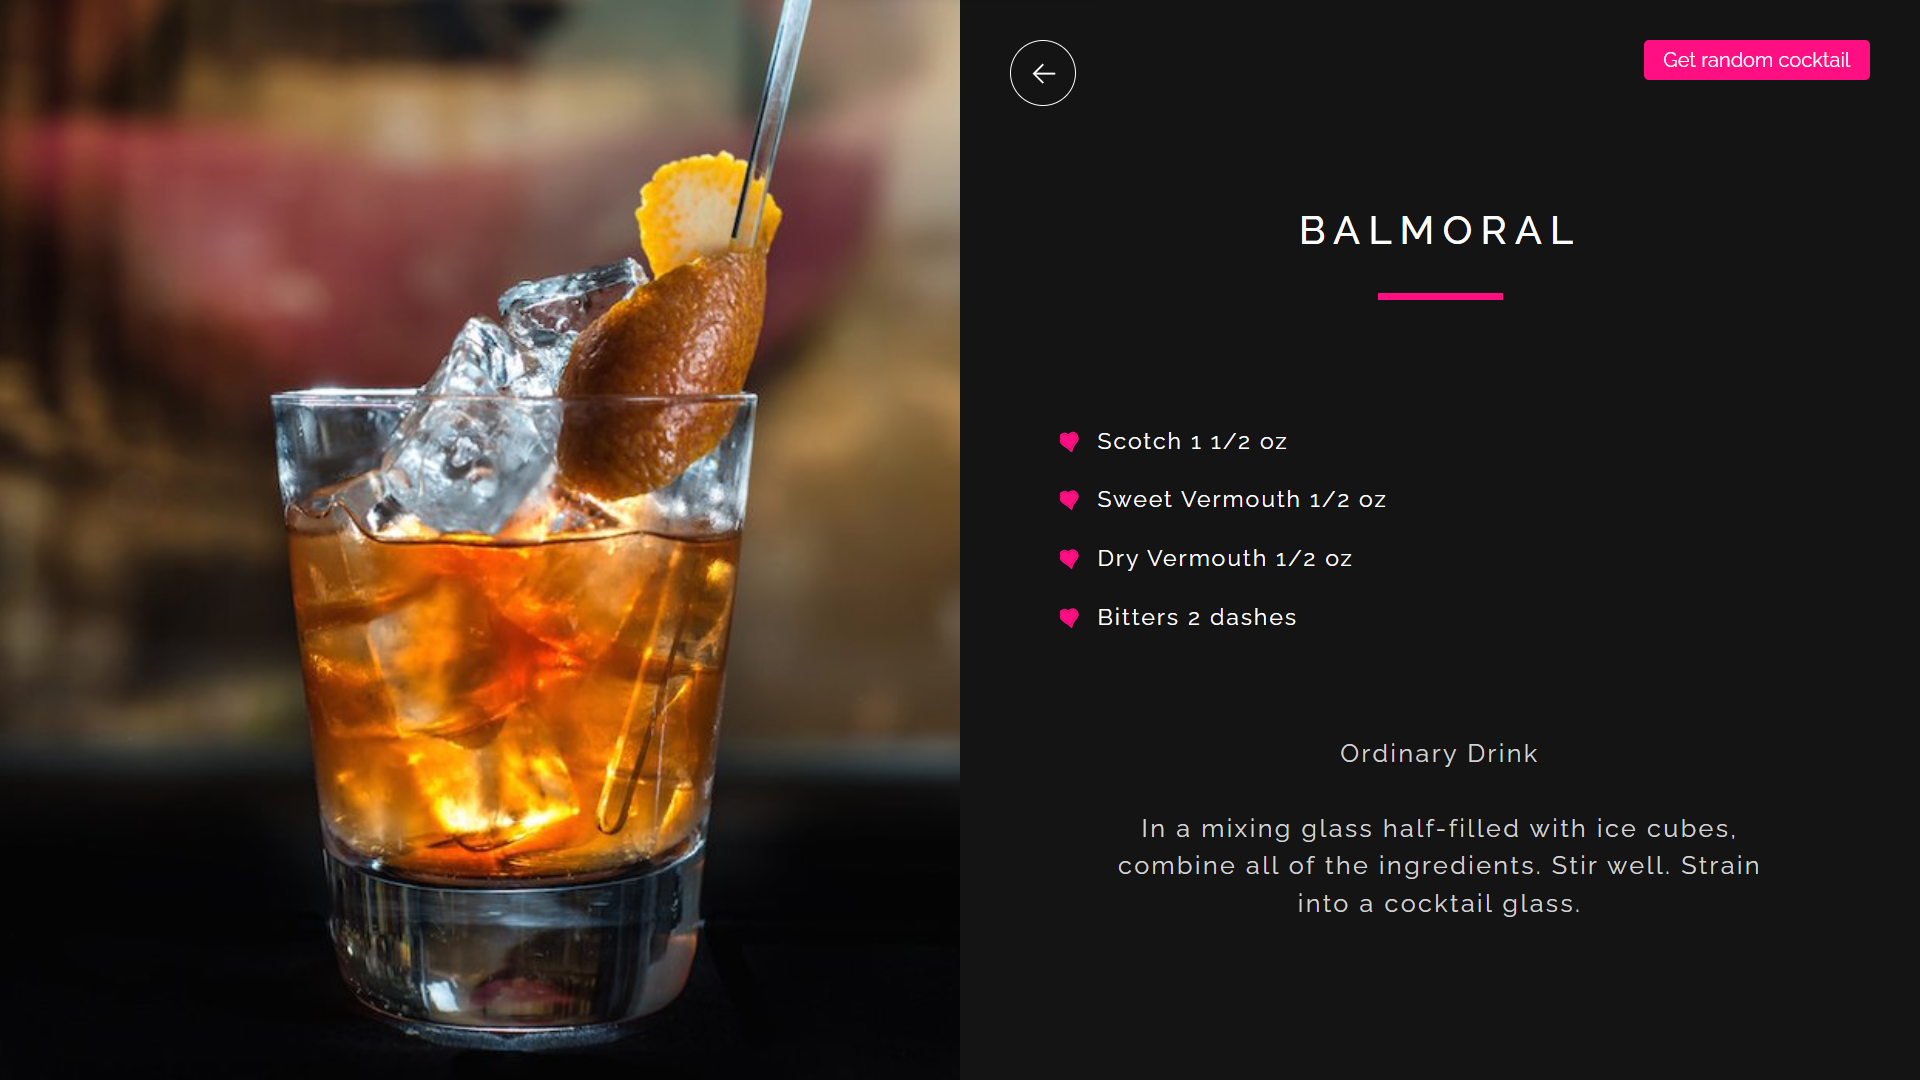 Get random cocktail
BALMORAL
Scotch 1 1/2 oz
Sweet Vermouth 1/2 oz
Dry Vermouth 1/2 oz
Bitters 2 dashes
Ordinary Drink
In a mixing glass half-filled with ice cubes,
combine all of the ingredients. Stir well. Strain
into a cocktail glass.